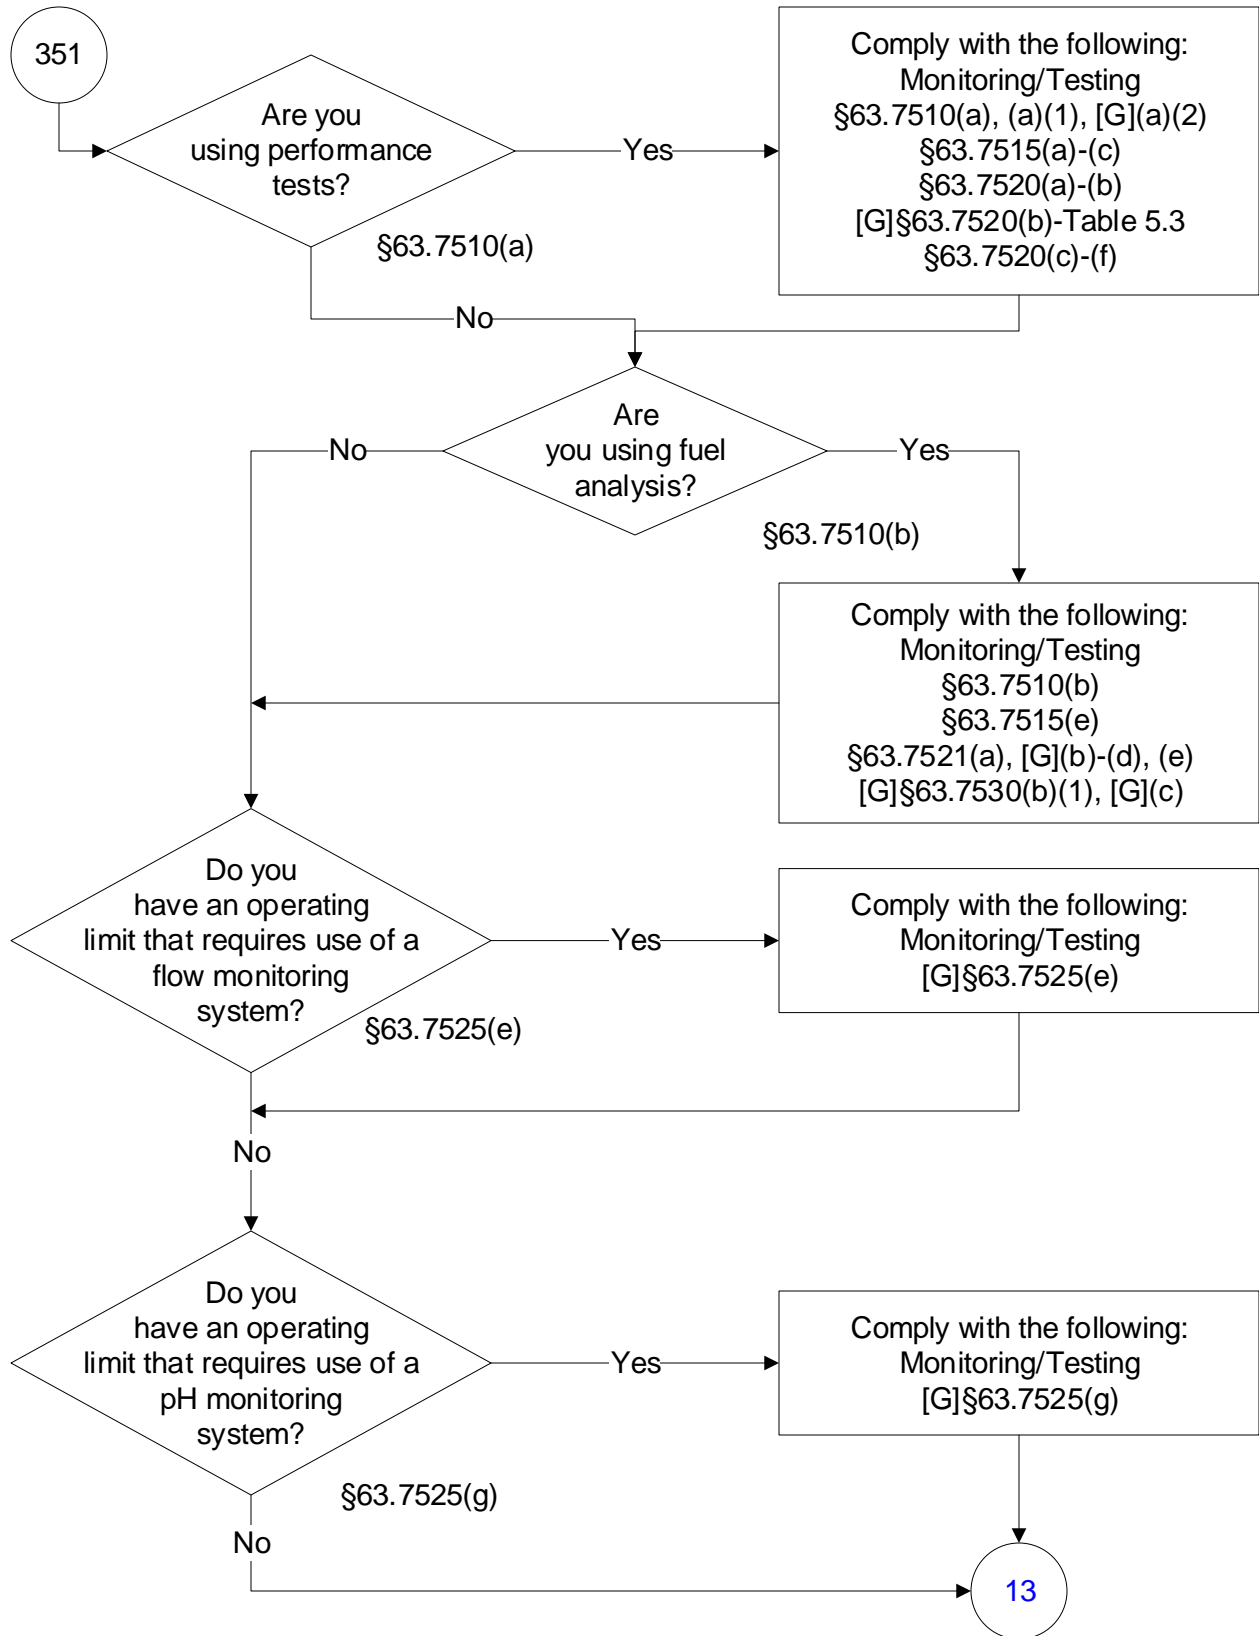 351
Are you
using performance
tests?
Yes
§63.7510(a)
No
Comply with the following:
Monitoring/Testing
§63.7510(a), (a)(1), [G](a)(2)
§63.7515(a)-(c)
§63.7520(a)-(b)
[G]§63.7520(b)-Table 5.3
§63.7520(c)-(f)
Are
you using fuel
analysis?
No
Yes
§63.7510(b)
Comply with the following:
Monitoring/Testing
§63.7510(b)
§63.7515(e)
§63.7521(a), [G](b)-(d), (e)
[G]§63.7530(b)(1), [G](c)
Do you
have an operating
limit that requires use of a
flow monitoring
system?
Yes
§63.7525(e)
No
Comply with the following:
Monitoring/Testing
[G]§63.7525(e)
Do you
have an operating
limit that requires use of a
pH monitoring
system?
Yes
§63.7525(g)
No
Comply with the following:
Monitoring/Testing
[G]§63.7525(g)
13